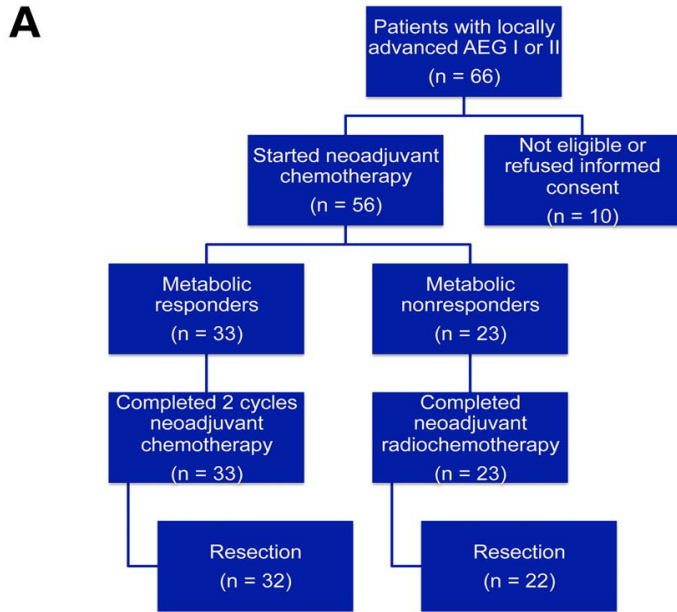 A
Patients with locally
advanced AEG I or II
(n = 66)
Started neoadjuvant
chemotherapy
(n = 56)
Not eligible or
refused informed
consent
(n = 10)
Metabolic
responders
(n = 33)
Metabolic
nonresponders
(n = 23)
Completed 2 cycles
neoadjuvant
chemotherapy
(n = 33)
Completed
neoadjuvant
radiochemotherapy
(n = 23)
Resection
(n = 32)
Resection
(n = 22)